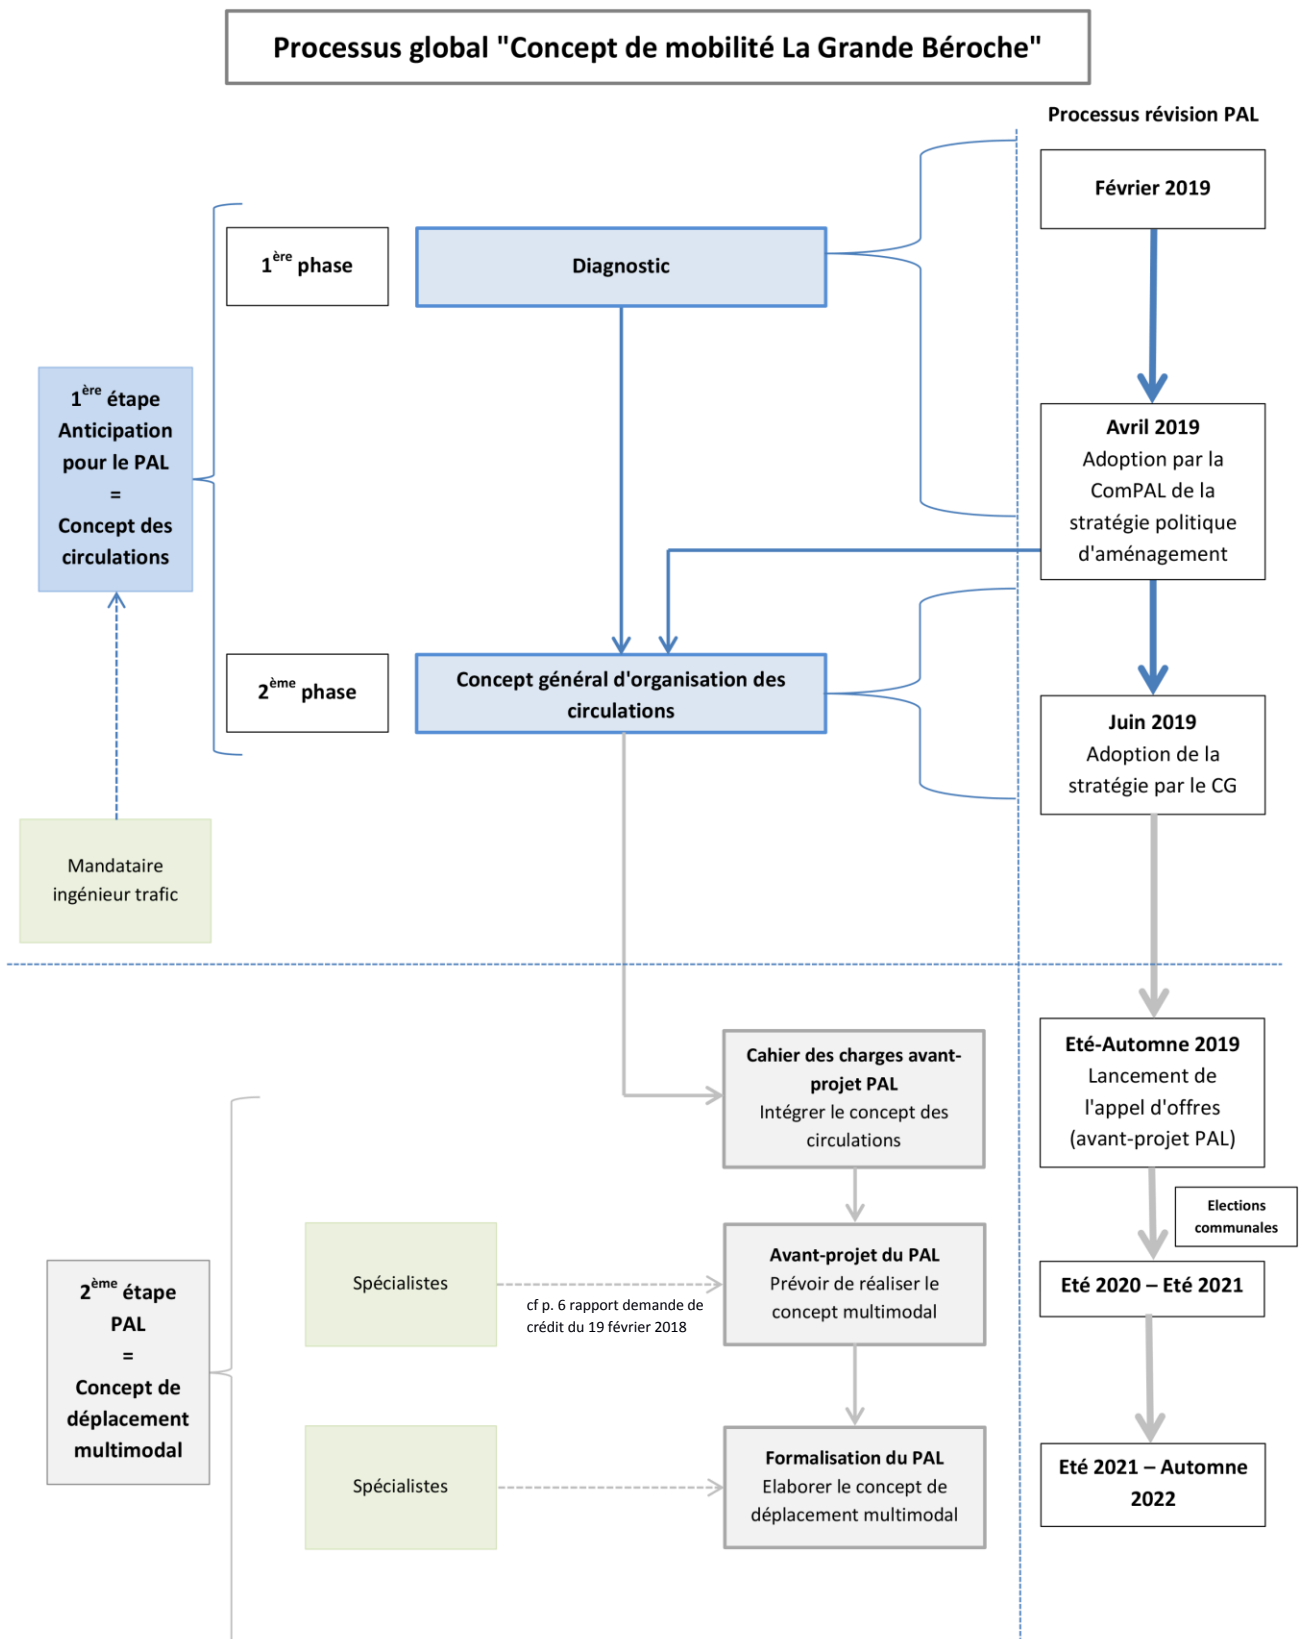 Processus global "Concept de mobilité La Grande Béroche"
Processus révision PAL
Février 2019
1ère phase
Diagnostic
1ère étape
Anticipation
pour le PAL
=
Concept des
circulations
Avril 2019
Adoption par la
ComPAL de la
stratégie politique
d'aménagement
2ème phase
Concept général d'organisation des
circulations
Juin 2019
Adoption de la
stratégie par le CG
Mandataire
ingénieur trafic
Cahier des charges avant-
projet PAL
Intégrer le concept des
circulations
Eté-Automne 2019
Lancement de
l'appel d'offres
(avant-projet PAL)
Elections
communales
2ème étape
PAL
=
Concept de
déplacement
multimodal
Spécialistes
cf p. 6 rapport demande de
crédit du 19 février 2018
Avant-projet du PAL
Prévoir de réaliser le
concept multimodal
Eté 2020 – Eté 2021
Spécialistes
Formalisation du PAL
Elaborer le concept de
déplacement multimodal
Eté 2021 – Automne
2022